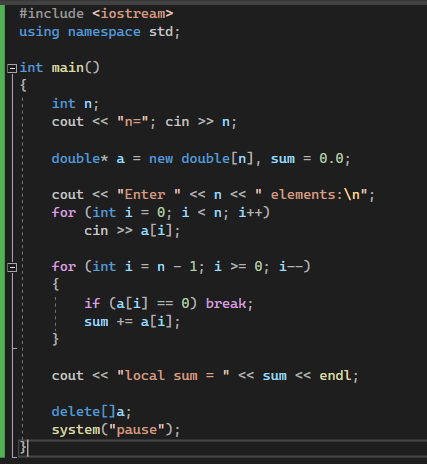 #include <iostream>
using namespace std;
int main()
{
int n;
cout << "n="; cin >> n;
double* a = new double[n], sum = 0.0;
cout << "Enter " << n << " elements:\n";
for (int i = 0; i < n; i++)
cin >> a[i];
for (int i = n - 1; i >= 0; i--)
{
if (a[i] == 0) break;
sum += a[i];
}
cout << "local sum = " << sum << endl;
delete[]a;
system("pause");
}